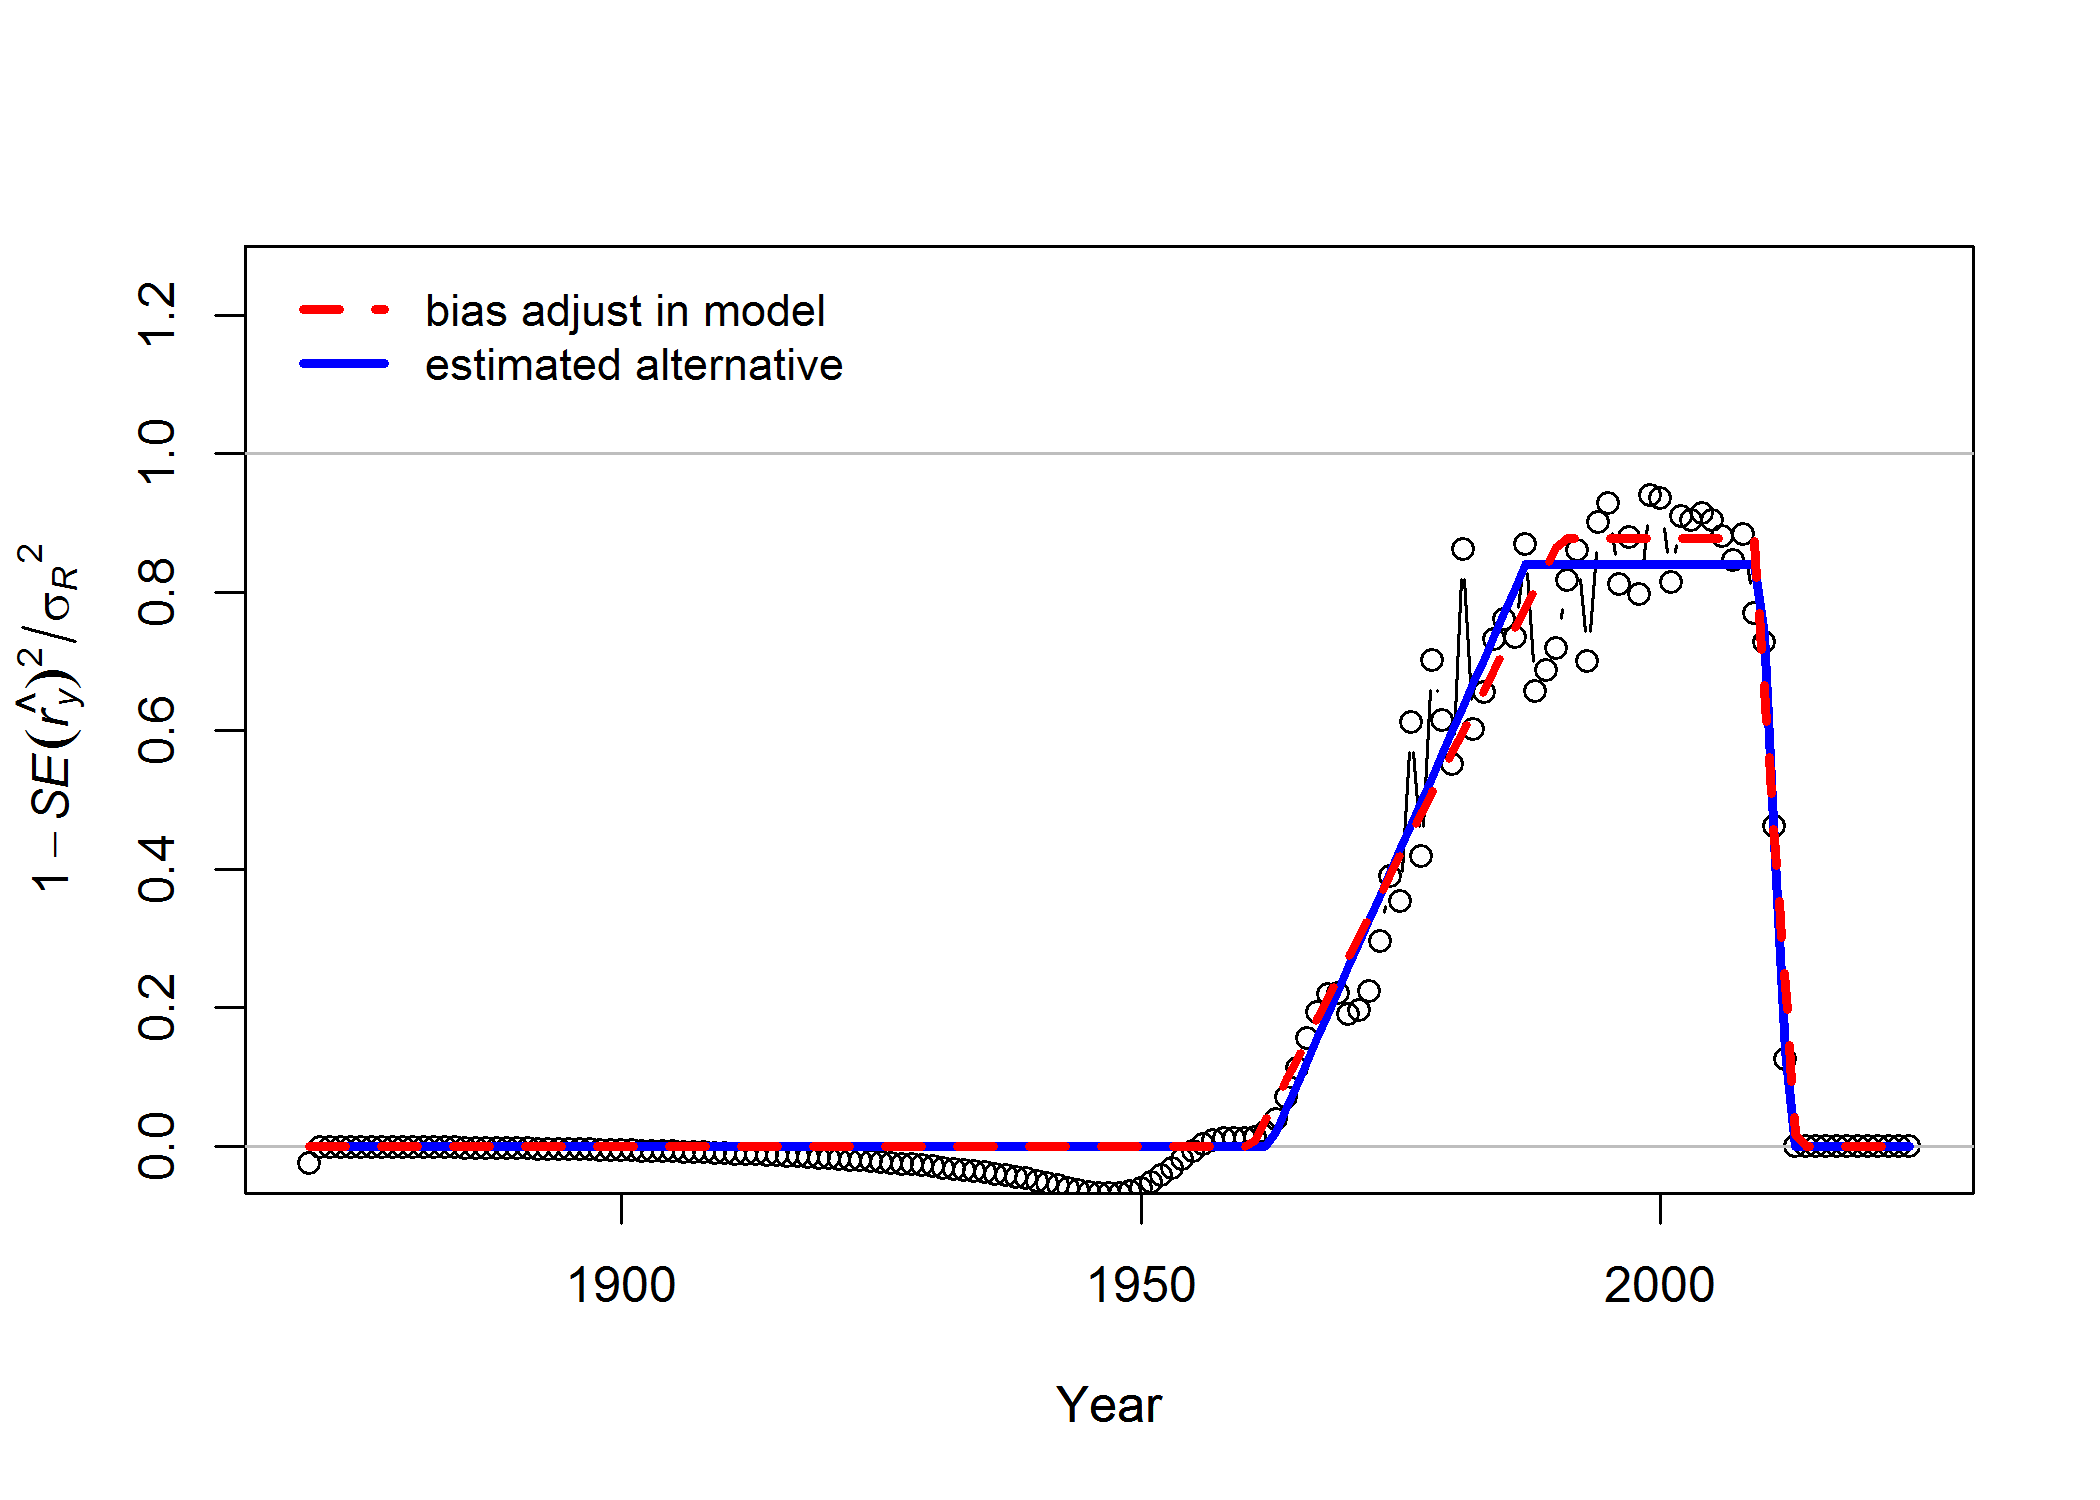 bias adjust in model
estimated alternative
1.2
1.0
0.8
0.6
0.4
0.2
0.0
1 − SE(r̂y)² / σR²
1900 1950 2000
Year